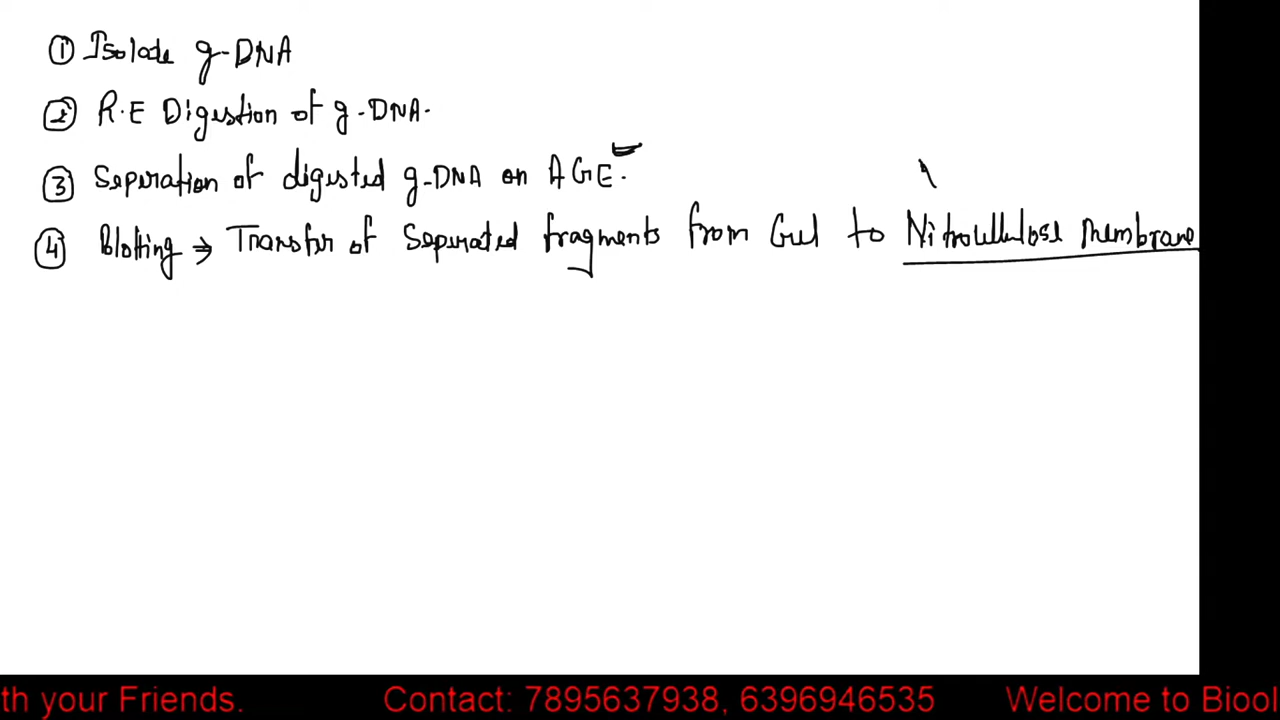 ① Isolate g-DNA
② R.E Digestion of g-DNA.
③ Separation of digested g-DNA on AGE.
④ Blotting → Transfer of Separated fragments from Gel to Nitrocellulose membrane
th your Friends. Contact: 7895637938, 6396946535 Welcome to Biool